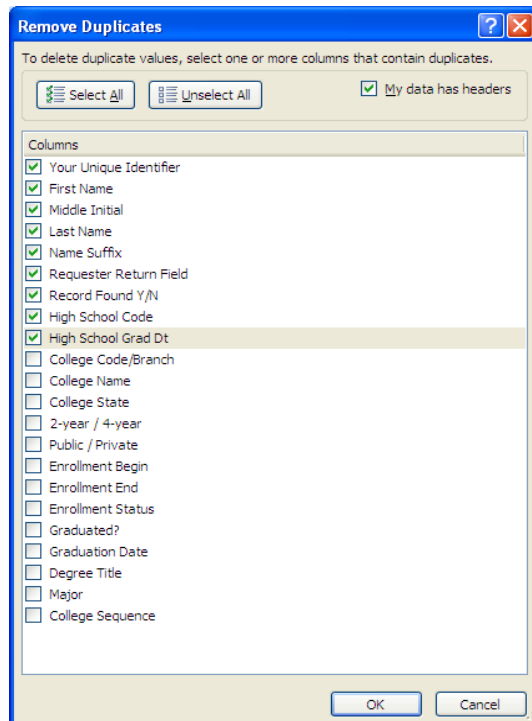 Remove Duplicates
To delete duplicate values, select one or more columns that contain duplicates.
Select All Unselect All My data has headers
Columns
Your Unique Identifier
First Name
Middle Initial
Last Name
Name Suffix
Requester Return Field
Record Found Y/N
High School Code
High School Grad Dt
College Code/Branch
College Name
College State
2-year / 4-year
Public / Private
Enrollment Begin
Enrollment End
Enrollment Status
Graduated?
Graduation Date
Degree Title
Major
College Sequence
OK Cancel